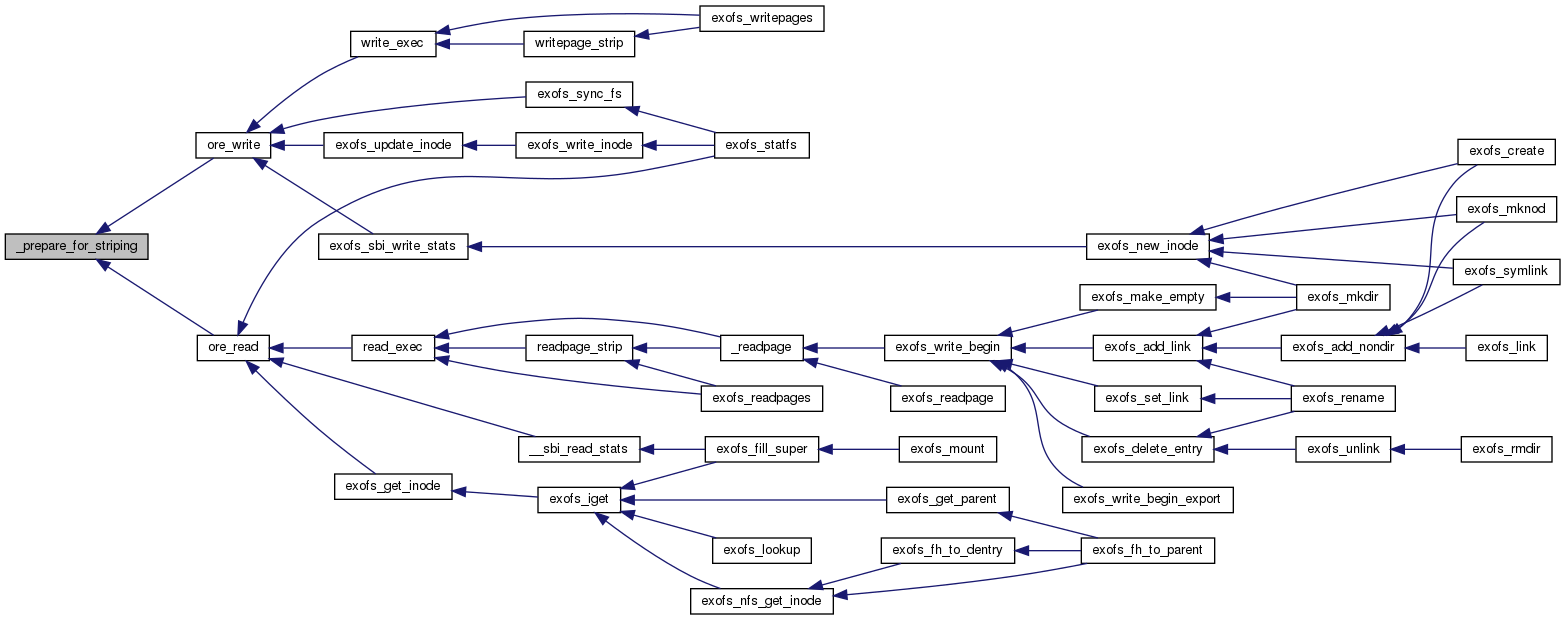 exofs_writepages
write_exec
writepage_strip
exofs_sync_fs
ore_write
exofs_update_inode
exofs_write_inode
exofs_statfs
exofs_create
exofs_mknod
_prepare_for_striping
exofs_sbi_write_stats
exofs_new_inode
exofs_symlink
exofs_make_empty
exofs_mkdir
ore_read
read_exec
readpage_strip
_readpage
exofs_write_begin
exofs_add_link
exofs_add_nondir
exofs_link
exofs_readpages
exofs_readpage
exofs_set_link
exofs_rename
__sbi_read_stats
exofs_fill_super
exofs_mount
exofs_delete_entry
exofs_unlink
exofs_rmdir
exofs_get_inode
exofs_iget
exofs_get_parent
exofs_write_begin_export
exofs_lookup
exofs_fh_to_dentry
exofs_fh_to_parent
exofs_nfs_get_inode